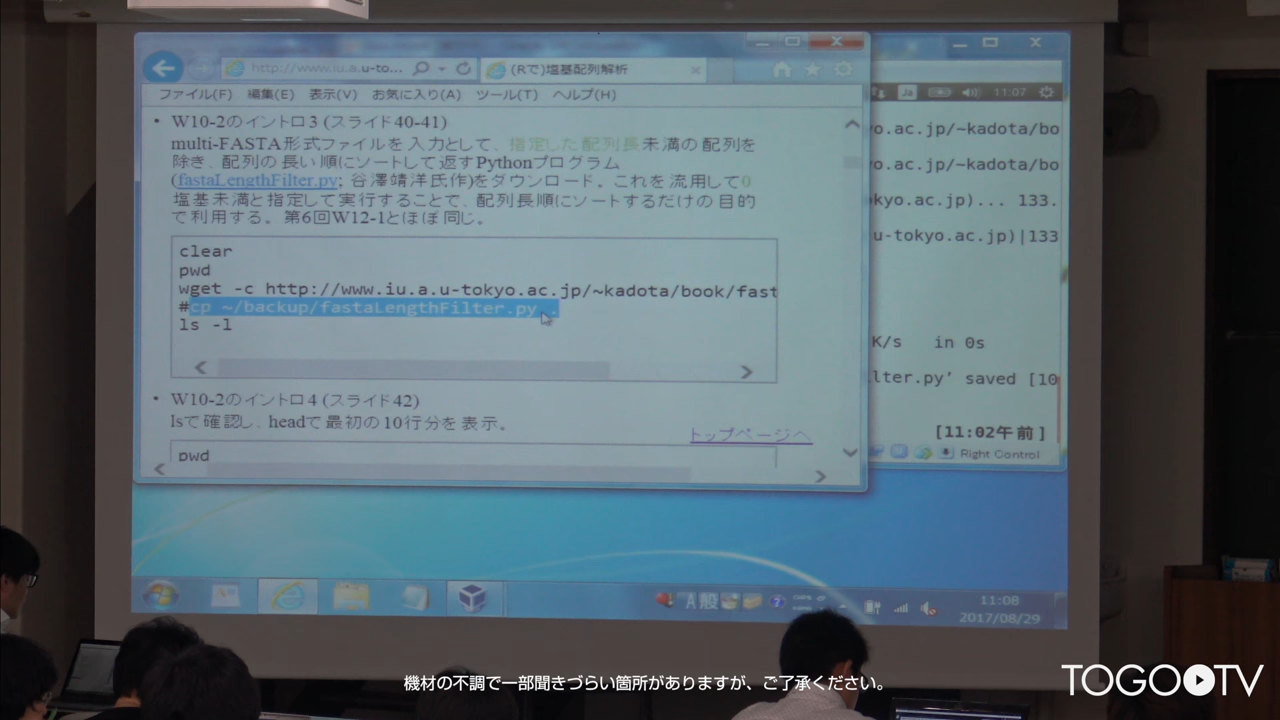 http://www.iu.a.u-to...
(Rで)塩基配列解析
ファイル(F) 編集(E) 表示(V) お気に入り(A) ツール(T) ヘルプ(H)
• W10-2のイントロ3 (スライド40-41)
multi-FASTA形式ファイルを入力として、指定した配列長未満の配列を
除き、配列の長い順にソートして返すPythonプログラム
(fastaLengthFilter.py; 谷澤靖洋氏作)をダウンロード。これを流用して0
塩基未満と指定して実行することで、配列長順にソートするだけの目的
で利用する。第6回W12-1とほぼ同じ。
clear
pwd
wget -c http://www.iu.a.u-tokyo.ac.jp/~kadota/book/fast
#cp ~/backup/fastaLengthFilter.py .
ls -l
• W10-2のイントロ4 (スライド42)
lsで確認し、headで最初の10行分を表示。
トップページへ
pwd
Ja
11:07
yo.ac.jp/~kadota/bo
yo.ac.jp/~kadota/bo
kyo.ac.jp)... 133.
u-tokyo.ac.jp)|133
K/s in 0s
lter.py’ saved [10
[11:02午前]
Right Control
A 般
11:08
2017/08/29
機材の不調で一部聞きづらい箇所がありますが、ご了承ください。
TOGOTV